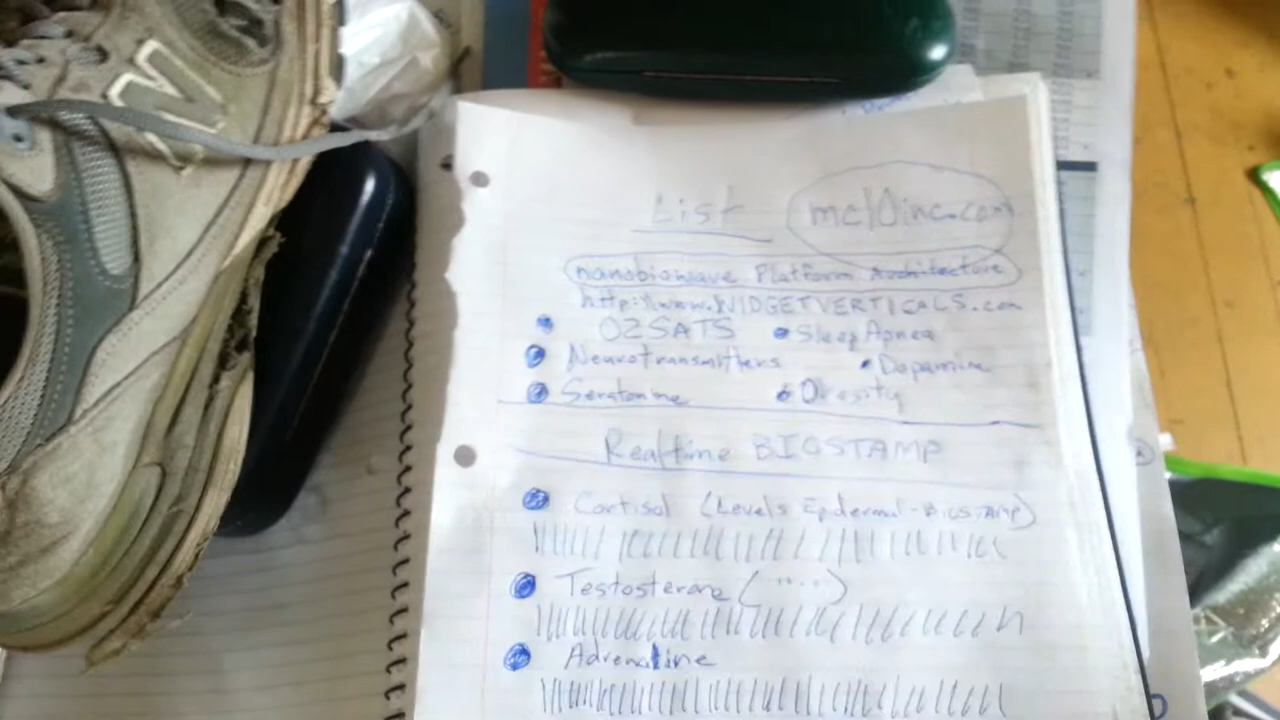 N
List mc10inc.com
nanobiowave Platform Architecture
http://www.WIDGETVERTICALS.com
O2SATS • Sleep Apnea
Neurotransmitters • Dopamine
Seratonine • Obesity
Realtime BIOSTAMP
Cortisol (Levels Epidermal-BIOSTAMP)
Testosterone (" " " ")
Adrenaline